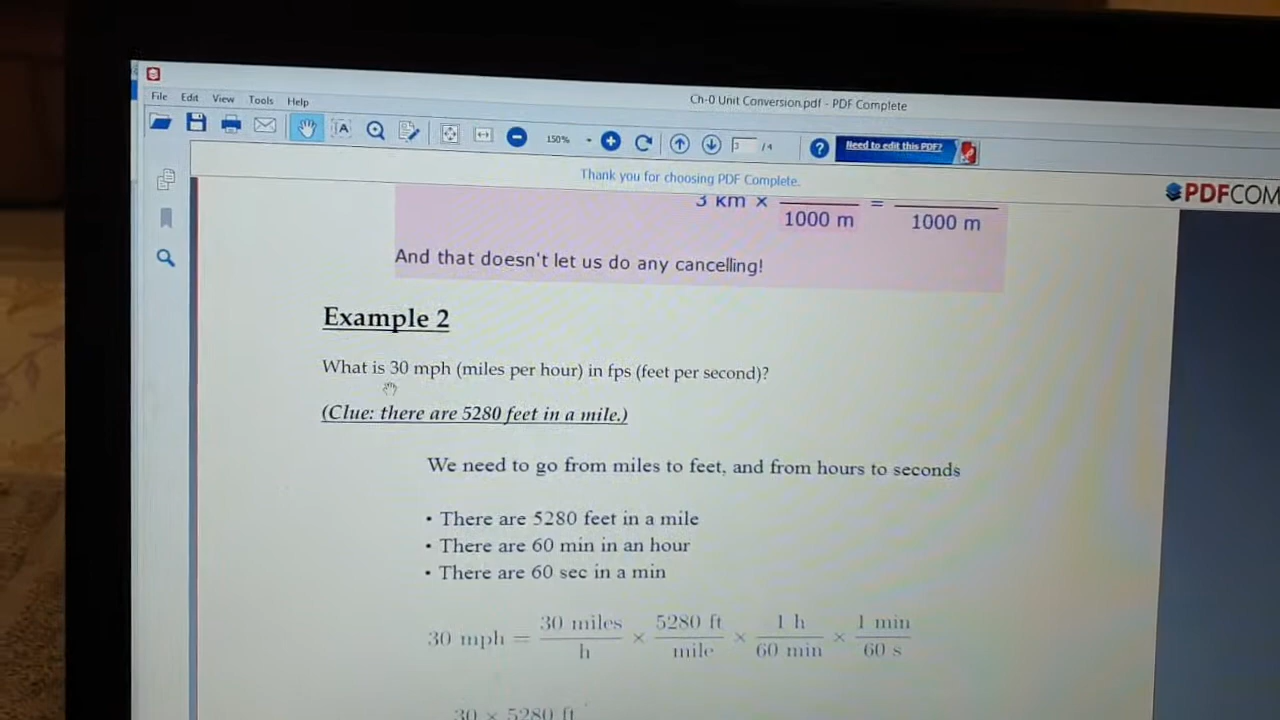 Ch-0 Unit Conversion.pdf - PDF Complete
File Edit View Tools Help
150% 3 / 4 Need to edit this PDF?
Thank you for choosing PDF Complete.
PDFCOM
3 km × 1000 m = 1000 m
And that doesn't let us do any cancelling!
Example 2
What is 30 mph (miles per hour) in fps (feet per second)?
(Clue: there are 5280 feet in a mile.)
We need to go from miles to feet, and from hours to seconds
• There are 5280 feet in a mile
• There are 60 min in an hour
• There are 60 sec in a min
30 mph = 30 miles / h × 5280 ft / mile × 1 h / 60 min × 1 min / 60 s
30 × 5280 ft